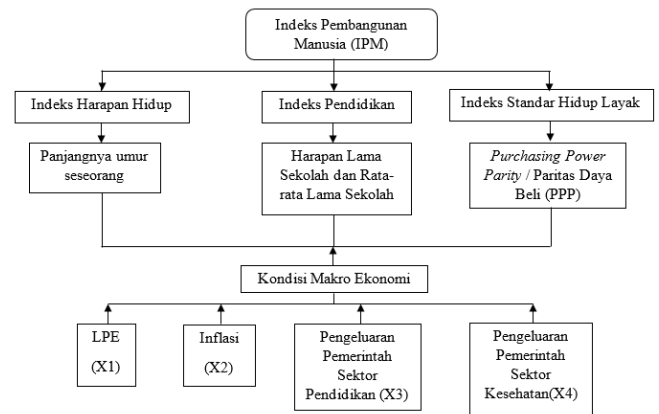 Indeks Pembangunan
Manusia (IPM)
Indeks Harapan Hidup
Indeks Pendidikan
Indeks Standar Hidup Layak
Panjangnya umur
seseorang
Harapan Lama
Sekolah dan Rata-
rata Lama Sekolah
Purchasing Power
Parity / Paritas Daya
Beli (PPP)
Kondisi Makro Ekonomi
LPE
(X1)
Inflasi
(X2)
Pengeluaran
Pemerintah
Sektor
Pendidikan (X3)
Pengeluaran
Pemerintah
Sektor
Kesehatan(X4)